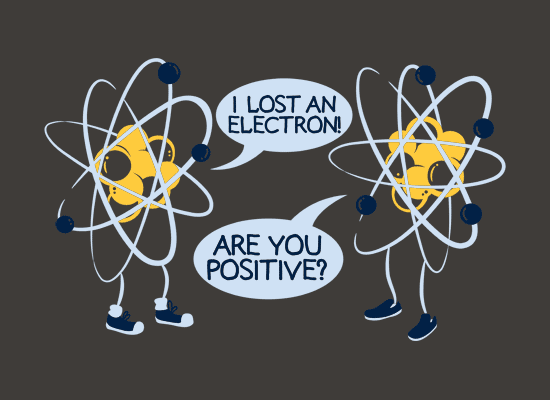 I LOST AN
ELECTRON!
ARE YOU
POSITIVE?